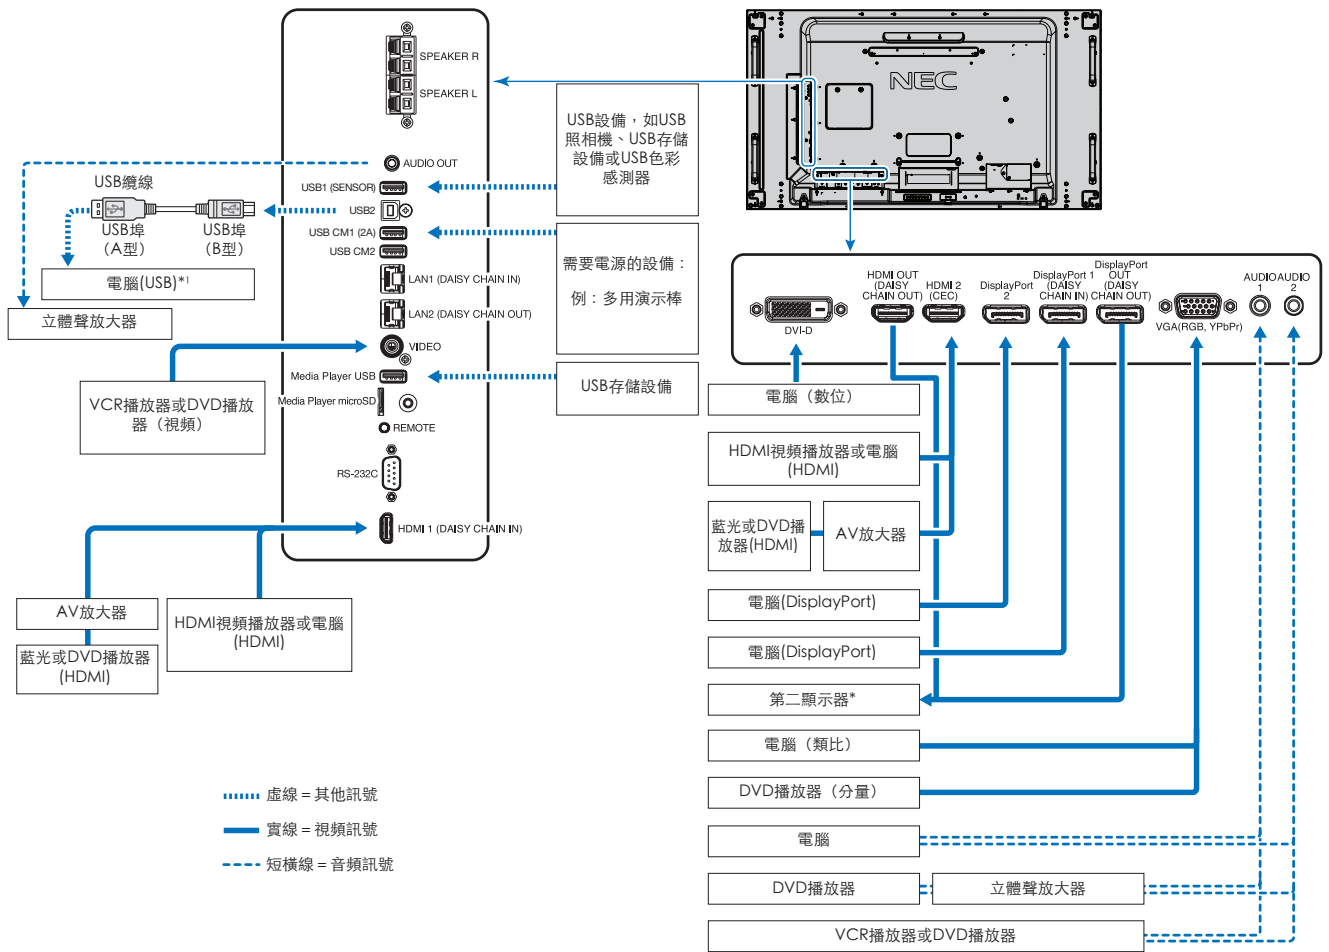 SPEAKER R
SPEAKER L
AUDIO OUT
USB1 (SENSOR)
USB2
USB CM1 (2A)
USB CM2
LAN1 (DAISY CHAIN IN)
LAN2 (DAISY CHAIN OUT)
VIDEO
Media Player USB
Media Player microSD
REMOTE
RS-232C
HDMI 1 (DAISY CHAIN IN)
USB纜線
USB埠
（A型）
USB埠
（B型）
電腦(USB)*1
立體聲放大器
VCR播放器或DVD播放
器（視頻）
AV放大器
藍光或DVD播放器
(HDMI)
HDMI視頻播放器或電腦
(HDMI)
USB設備，如USB
照相機、USB存儲
設備或USB色彩
感測器
需要電源的設備：
例：多用演示棒
USB存儲設備
NEC
DVI-D
HDMI OUT
(DAISY
CHAIN OUT)
HDMI 2
(CEC)
DisplayPort
2
DisplayPort 1
(DAISY
CHAIN IN)
DisplayPort
OUT
(DAISY
CHAIN OUT)
VGA(RGB, YPbPr)
AUDIO
1
AUDIO
2
電腦（數位）
HDMI視頻播放器或電腦
(HDMI)
藍光或DVD播
放器(HDMI)
AV放大器
電腦(DisplayPort)
電腦(DisplayPort)
第二顯示器*
電腦（類比）
DVD播放器（分量）
電腦
DVD播放器
立體聲放大器
VCR播放器或DVD播放器
虛線＝其他訊號
實線＝視頻訊號
短橫線＝音頻訊號